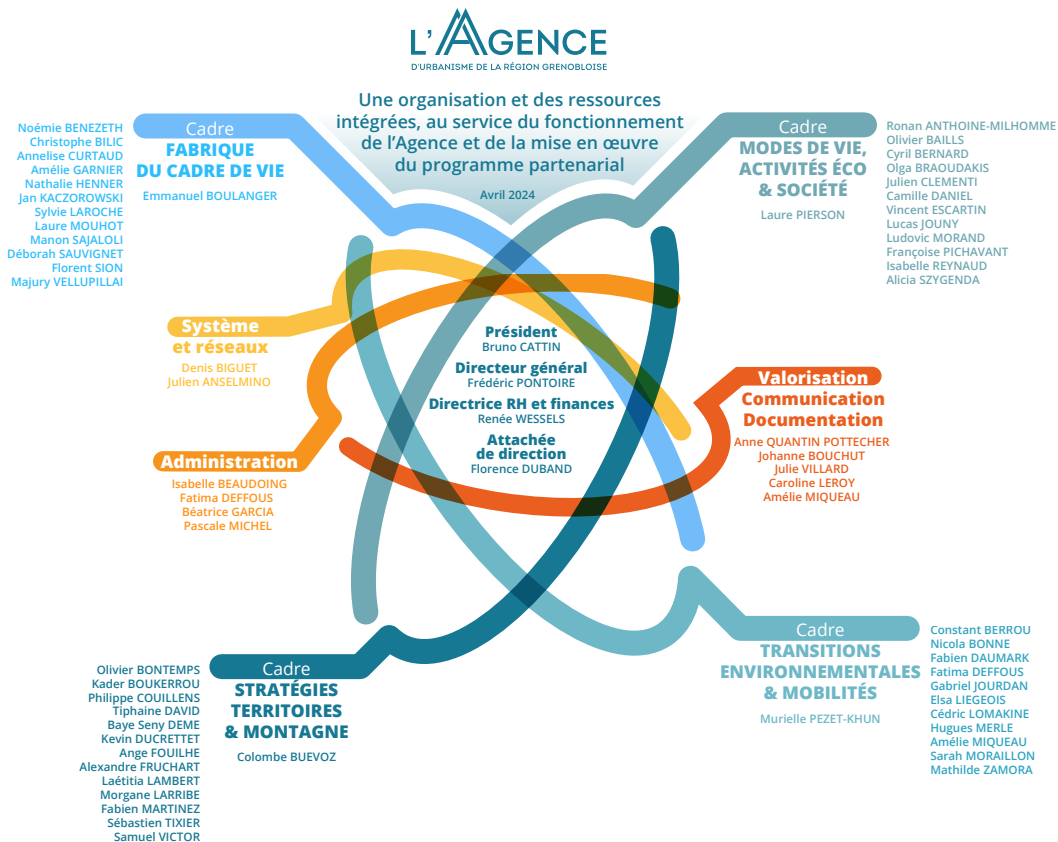 L'AGENCE
D'URBANISME DE LA RÉGION GRENOBLOISE
Une organisation et des ressources
intégrées, au service du fonctionnement
de l'Agence et de la mise en œuvre
du programme partenarial
Avril 2024
Noémie BENEZETH
Christophe BILIC
Annelise CURTAUD
Amélie GARNIER
Nathalie HENNER
Jan KACZOROWSKI
Sylvie LAROCHE
Laure MOUHOT
Manon SAJALOLI
Déborah SAUVIGNET
Florent SION
Majury VELLUPILLAI
Cadre
FABRIQUE
DU CADRE DE VIE
Emmanuel BOULANGER
Cadre
MODES DE VIE,
ACTIVITÉS ÉCO
& SOCIÉTÉ
Laure PIERSON
Ronan ANTHOINE-MILHOMME
Olivier BAILLS
Cyril BERNARD
Olga BRAOUDAKIS
Julien CLEMENTI
Camille DANIEL
Vincent ESCARTIN
Lucas JOUNY
Ludovic MORAND
Françoise PICHAVANT
Isabelle REYNAUD
Alicia SZYGENDA
Système
et réseaux
Denis BIGUET
Julien ANSELMINO
Président
Bruno CATTIN
Directeur général
Frédéric PONTOIRE
Directrice RH et finances
Renée WESSELS
Attachée
de direction
Florence DUBAND
Valorisation
Communication
Documentation
Anne QUANTIN POTTECHER
Johanne BOUCHUT
Julie VILLARD
Caroline LEROY
Amélie MIQUEAU
Administration
Isabelle BEAUDOING
Fatima DEFFOUS
Béatrice GARCIA
Pascale MICHEL
Olivier BONTEMPS
Kader BOUKERROU
Philippe COUILLENS
Tiphaine DAVID
Baye Seny DEME
Kevin DUCRETTET
Ange FOUILHE
Alexandre FRUCHART
Laétitia LAMBERT
Morgane LARRIBE
Fabien MARTINEZ
Sébastien TIXIER
Samuel VICTOR
Cadre
STRATÉGIES
TERRITOIRES
& MONTAGNE
Colombe BUEVOZ
Cadre
TRANSITIONS
ENVIRONNEMENTALES
& MOBILITÉS
Murielle PEZET-KHUN
Constant BERROU
Nicola BONNE
Fabien DAUMARK
Fatima DEFFOUS
Gabriel JOURDAN
Elsa LIEGEOIS
Cédric LOMAKINE
Hugues MERLE
Amélie MIQUEAU
Sarah MORAILLON
Mathilde ZAMORA